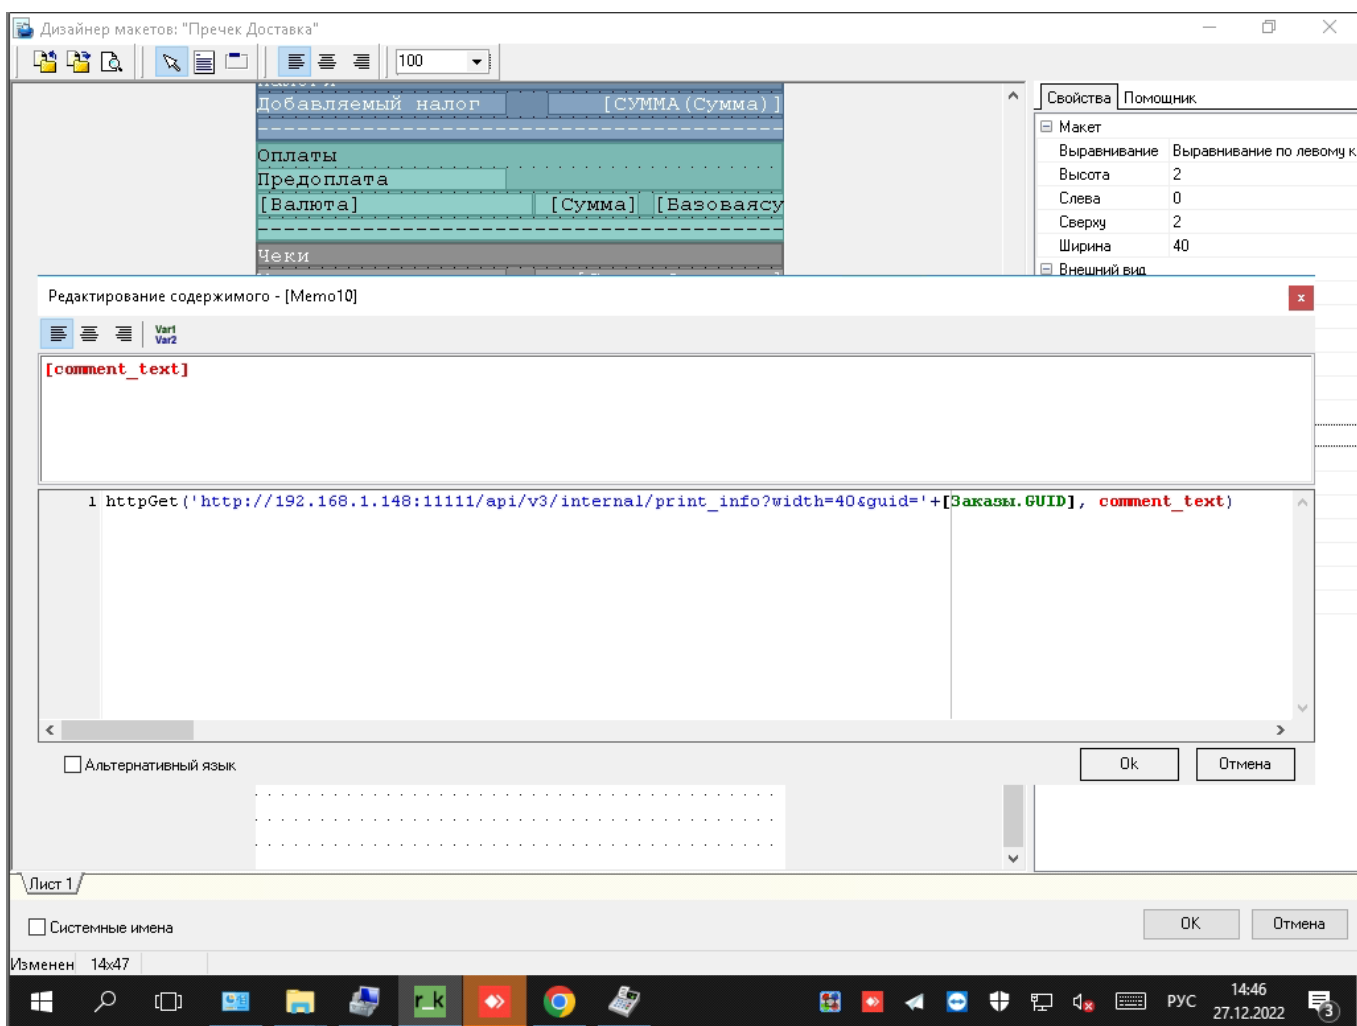 Дизайнер макетов: "Пречек Доставка"
100
Добавляемый налог [СУММА(Сумма)]
Оплаты
Предоплата
[Валюта] [Сумма] [Базоваясу
Чеки
Свойства Помощник
Макет
Выравнивание Выравнивание по левому к
Высота 2
Слева 0
Сверху 2
Ширина 40
Внешний вид
Редактирование содержимого - [Memo10]
x
Var1
Var2
[comment_text]
1 httpGet('http://192.168.1.148:11111/api/v3/internal/print_info?width=40&guid='+[Заказы.GUID], comment_text)
Альтернативный язык
Ok Отмена
Лист 1
Системные имена
OK Отмена
Изменен 14x47
r_k
РУС
14:46
27.12.2022
3